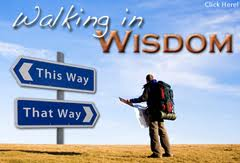 Click Here!
Walking in
WISDOM
This Way
That Way